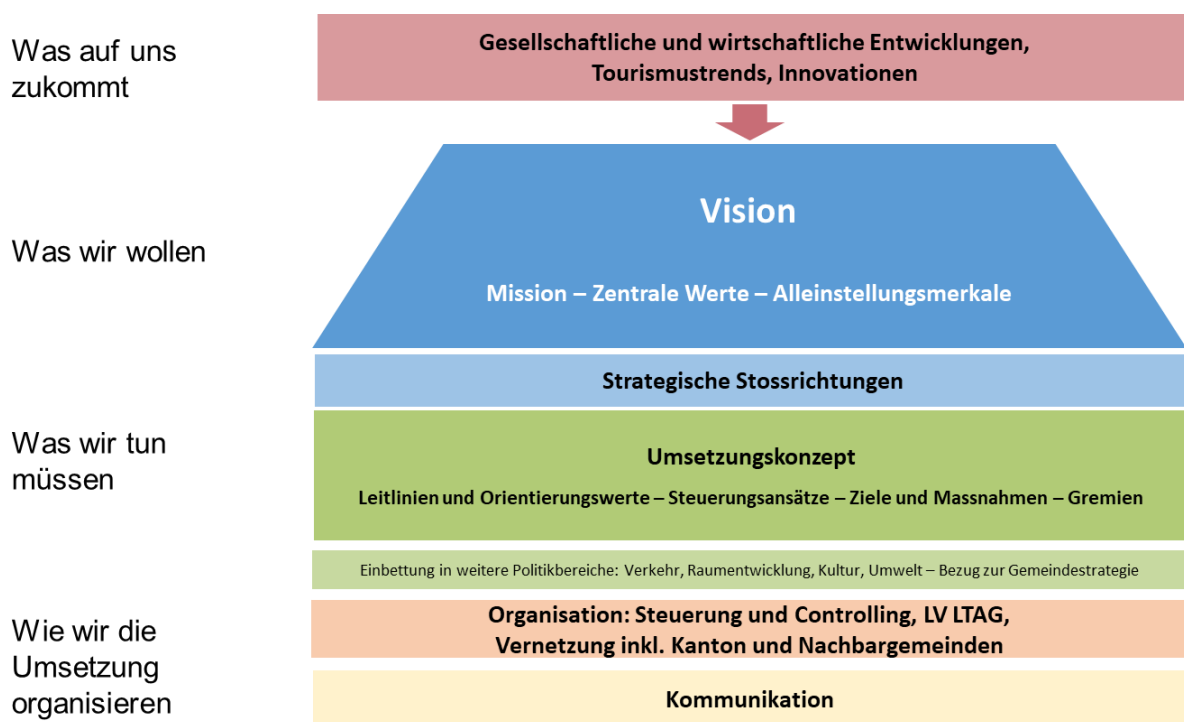 Was auf uns
zukommt
Gesellschaftliche und wirtschaftliche Entwicklungen,
Tourismustrends, Innovationen
Was wir wollen
Vision
Mission – Zentrale Werte – Alleinstellungsmerkale
Strategische Stossrichtungen
Was wir tun
müssen
Umsetzungskonzept
Leitlinien und Orientierungswerte – Steuerungsansätze – Ziele und Massnahmen – Gremien
Einbettung in weitere Politikbereiche: Verkehr, Raumentwicklung, Kultur, Umwelt – Bezug zur Gemeindestrategie
Wie wir die
Umsetzung
organisieren
Organisation: Steuerung und Controlling, LV LTAG,
Vernetzung inkl. Kanton und Nachbargemeinden
Kommunikation